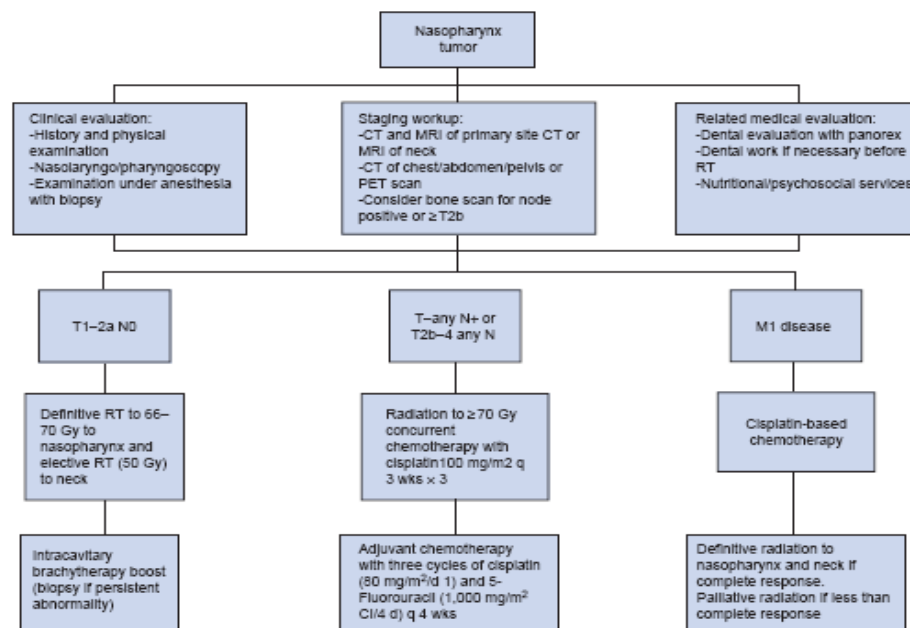 Nasopharynx
tumor
Clinical evaluation:
-History and physical
examination
-Nasolaryngo/pharyngoscopy
-Examination under anesthesia
with biopsy
Staging workup:
-CT and MRI of primary site CT or
MRI of neck
-CT of chest/abdomen/pelvis or
PET scan
-Consider bone scan for node
positive or ≥T2b
Related medical evaluation:
-Dental evaluation with panorex
-Dental work if necessary before
RT
-Nutritional/psychosocial services
T1–2a N0
T–any N+ or
T2b–4 any N
M1 disease
Definitive RT to 66–
70 Gy to
nasopharynx and
elective RT (50 Gy)
to neck
Radiation to ≥70 Gy
concurrent
chemotherapy with
cisplatin100 mg/m2 q
3 wks × 3
Cisplatin-based
chemotherapy
Intracavitary
brachytherapy boost
(biopsy if persistent
abnormality)
Adjuvant chemotherapy
with three cycles of cisplatin
(80 mg/m²/d 1) and 5-
Fluorouracil (1,000 mg/m²
CI/4 d) q 4 wks
Definitive radiation to
nasopharynx and neck if
complete response.
Palliative radiation if less than
complete response